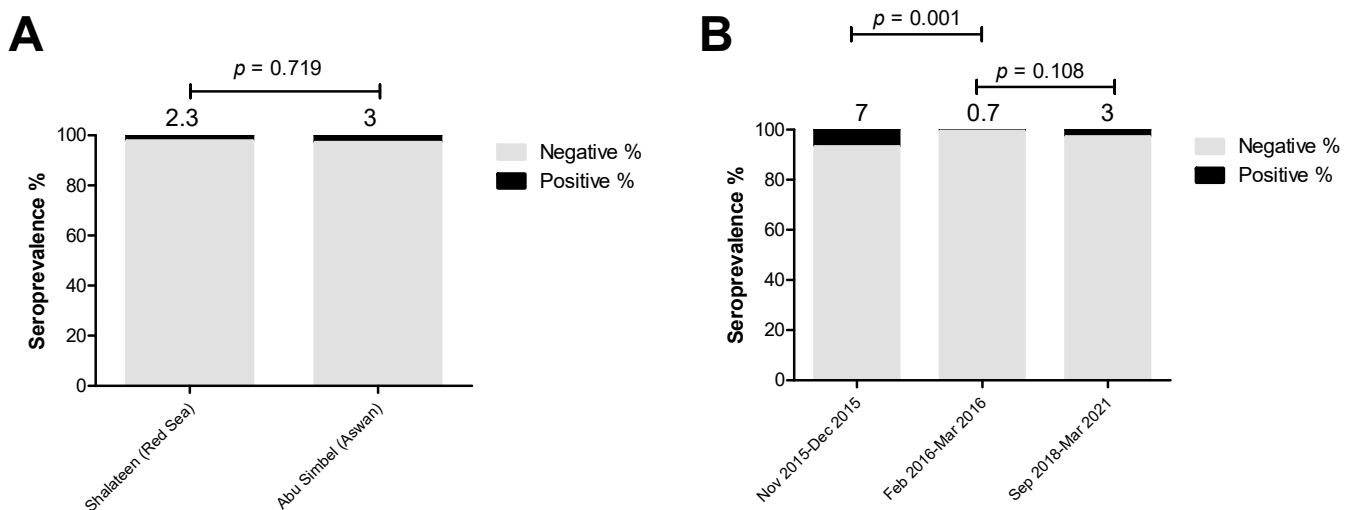 A
p = 0.719
2.3 3
100
80
60
40
20
0
Seroprevalence %
Shalateen (Red Sea)
Abu Simbel (Aswan)
Negative %
Positive %
B
p = 0.001
p = 0.108
7 0.7 3
100
80
60
40
20
0
Seroprevalence %
Nov 2015-Dec 2015
Feb 2016-Mar 2016
Sep 2018-Mar 2021
Negative %
Positive %